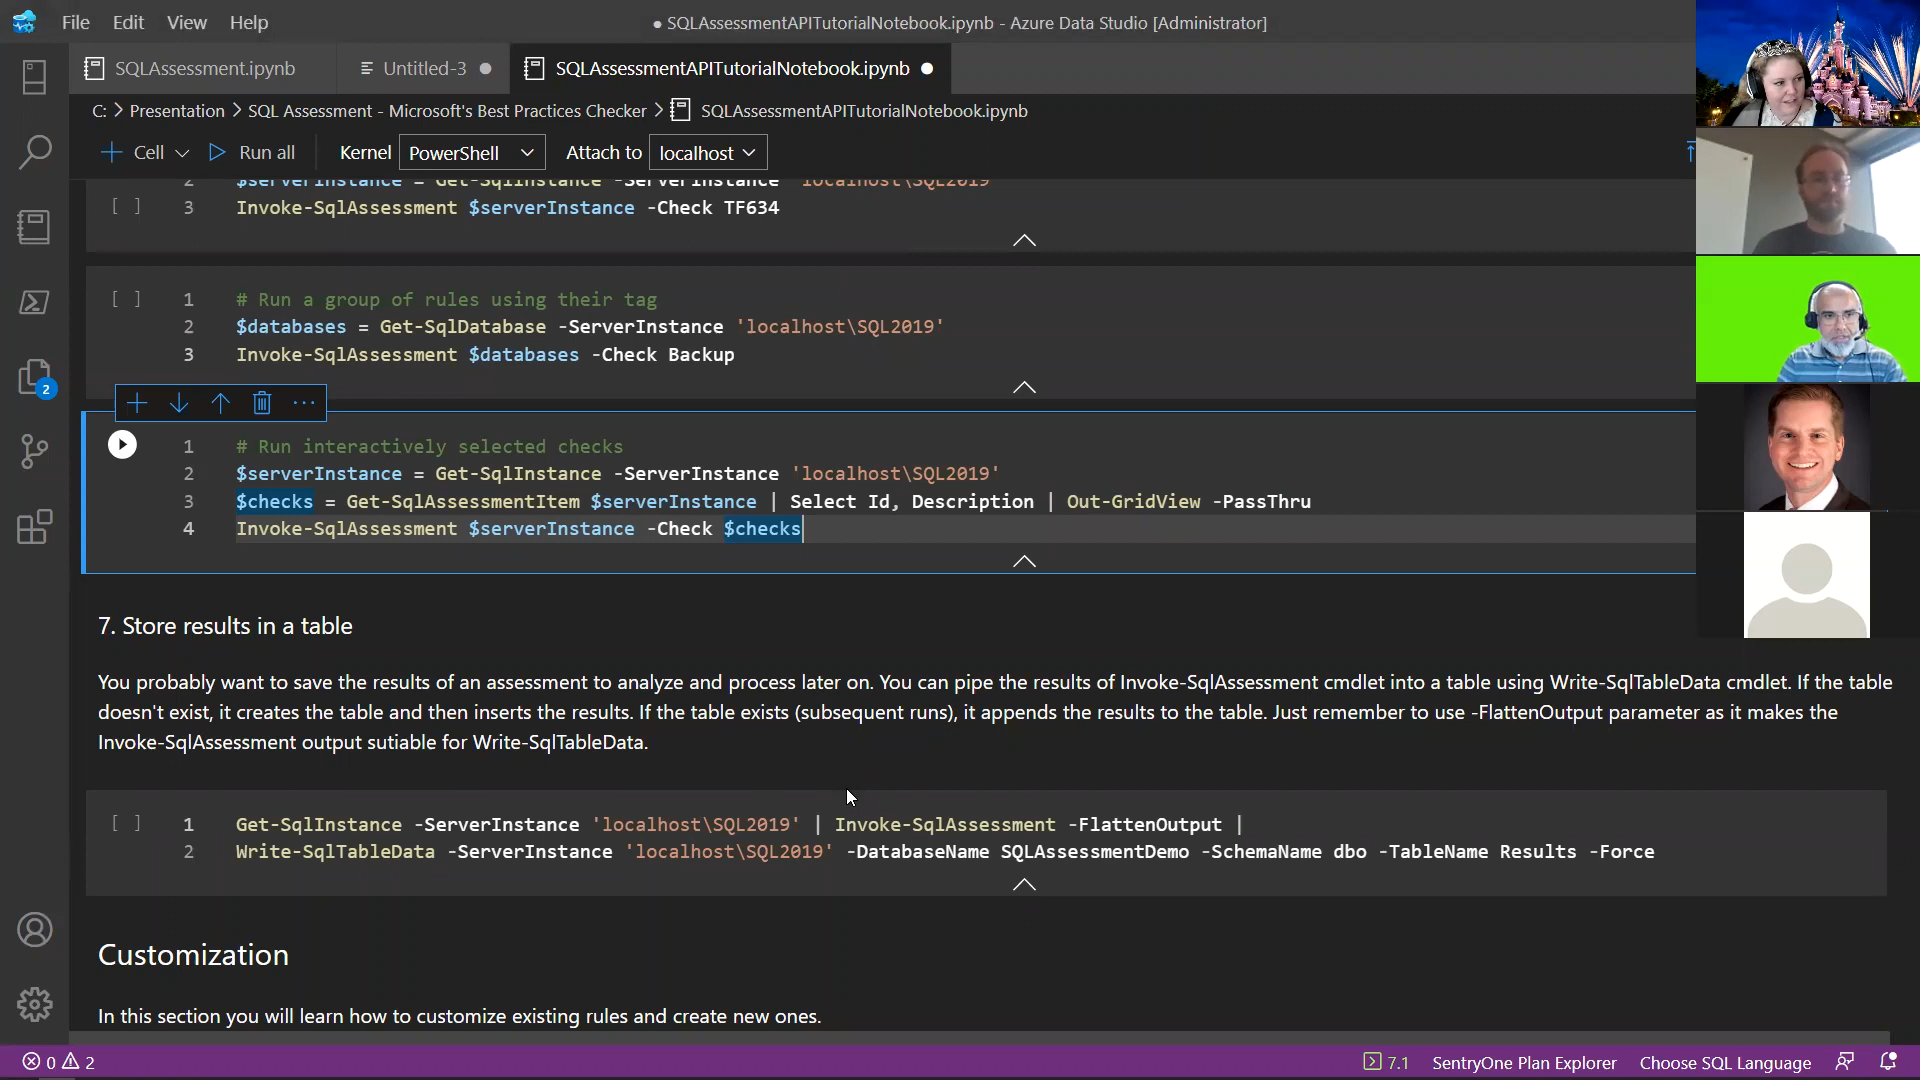 File Edit View Help
● SQLAssessmentAPITutorialNotebook.ipynb - Azure Data Studio [Administrator]
SQLAssessment.ipynb
Untitled-3 ●
SQLAssessmentAPITutorialNotebook.ipynb ●
C: > Presentation > SQL Assessment - Microsoft's Best Practices Checker > SQLAssessmentAPITutorialNotebook.ipynb
+ Cell Run all Kernel PowerShell Attach to localhost
2 $serverInstance = Get-SqlInstance -ServerInstance 'localhost\SQL2019'
[ ] 3 Invoke-SqlAssessment $serverInstance -Check TF634
[ ] 1 # Run a group of rules using their tag
2 $databases = Get-SqlDatabase -ServerInstance 'localhost\SQL2019'
3 Invoke-SqlAssessment $databases -Check Backup
1 # Run interactively selected checks
2 $serverInstance = Get-SqlInstance -ServerInstance 'localhost\SQL2019'
3 $checks = Get-SqlAssessmentItem $serverInstance | Select Id, Description | Out-GridView -PassThru
4 Invoke-SqlAssessment $serverInstance -Check $checks
7. Store results in a table
You probably want to save the results of an assessment to analyze and process later on. You can pipe the results of Invoke-SqlAssessment cmdlet into a table using Write-SqlTableData cmdlet. If the table
doesn't exist, it creates the table and then inserts the results. If the table exists (subsequent runs), it appends the results to the table. Just remember to use -FlattenOutput parameter as it makes the
Invoke-SqlAssessment output sutiable for Write-SqlTableData.
[ ] 1 Get-SqlInstance -ServerInstance 'localhost\SQL2019' | Invoke-SqlAssessment -FlattenOutput |
2 Write-SqlTableData -ServerInstance 'localhost\SQL2019' -DatabaseName SQLAssessmentDemo -SchemaName dbo -TableName Results -Force
Customization
In this section you will learn how to customize existing rules and create new ones.
2
0 2
7.1 SentryOne Plan Explorer Choose SQL Language